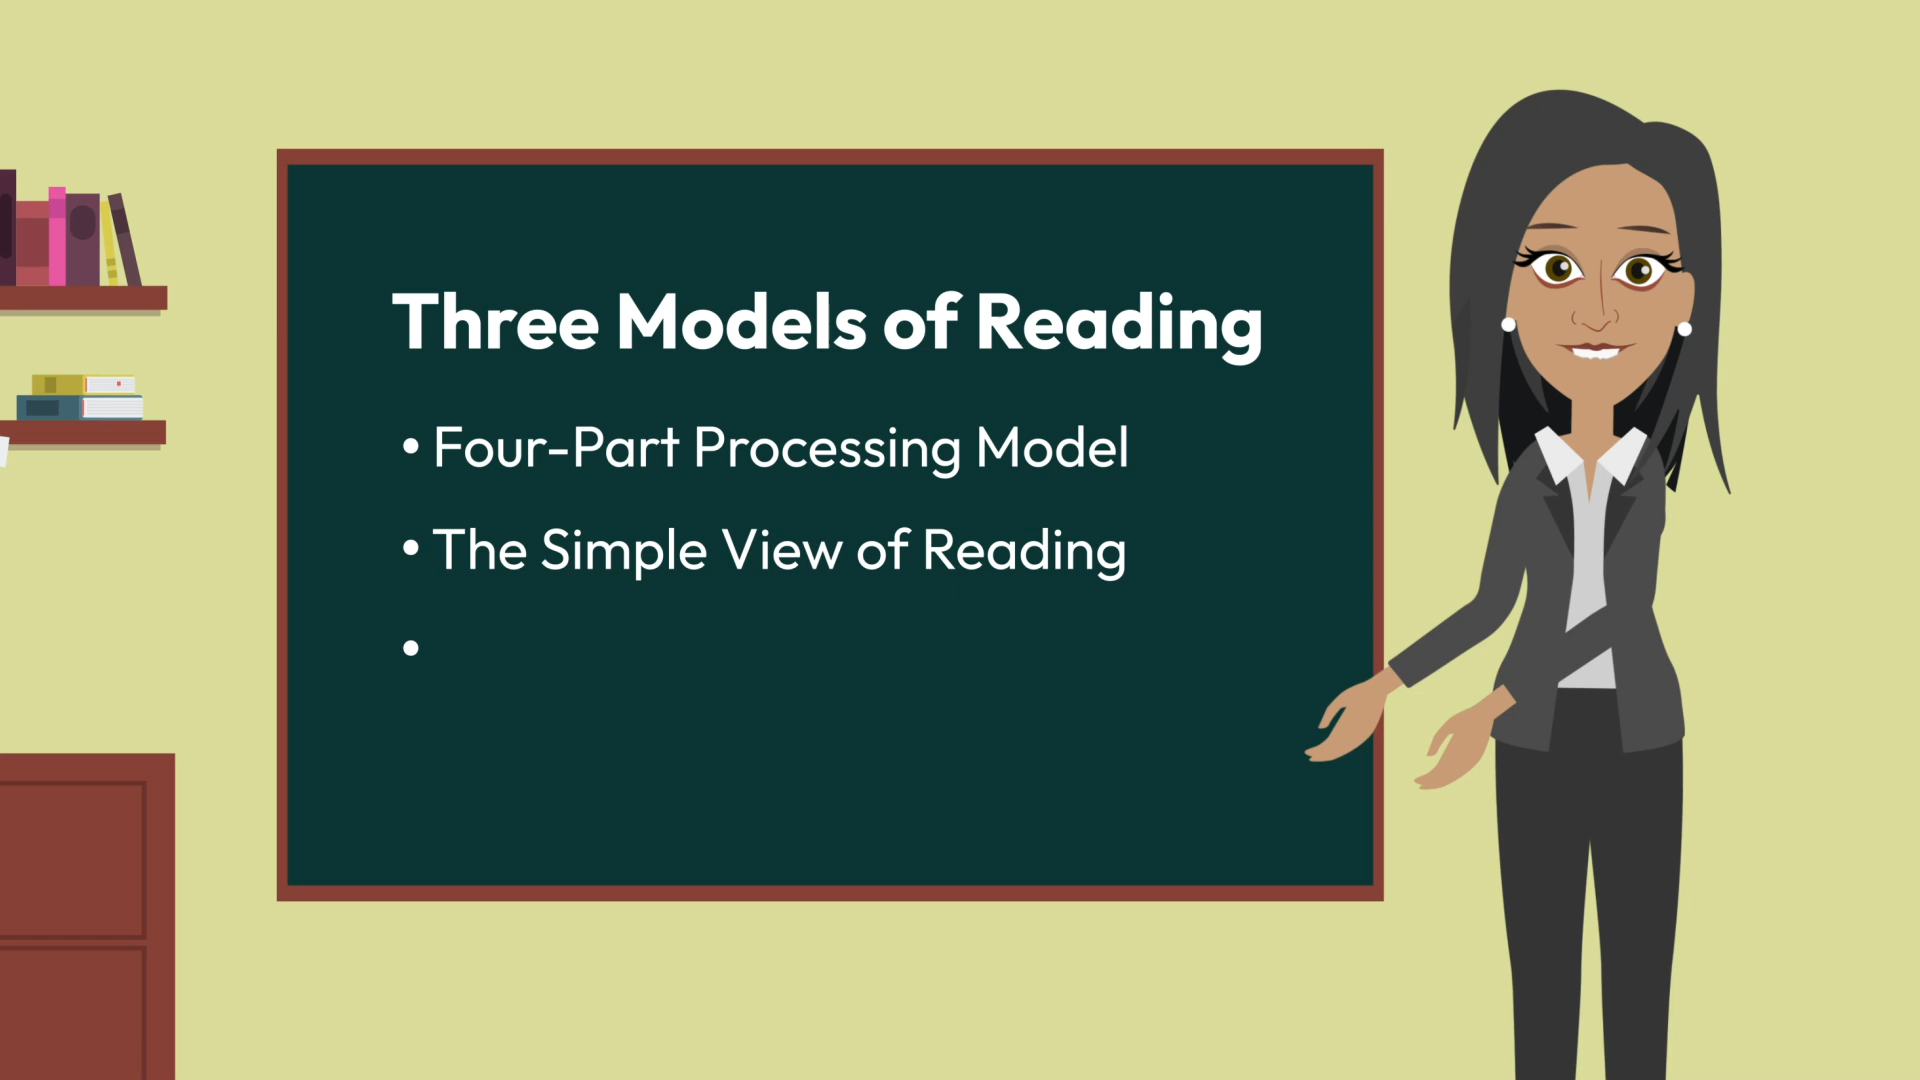 Three Models of Reading
• Four-Part Processing Model
• The Simple View of Reading
•